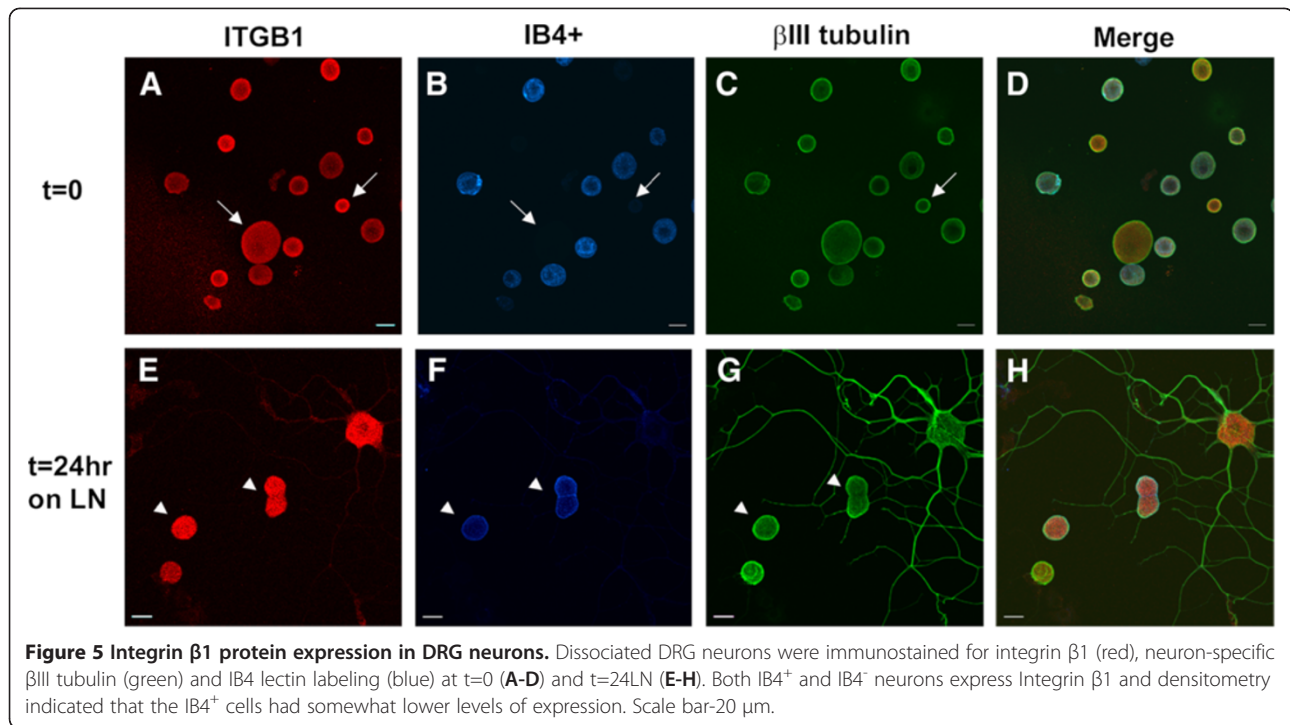 ITGB1 IB4+ βIII tubulin Merge
t=0
A B C D
t=24hr
on LN
E F G H
Figure 5 Integrin β1 protein expression in DRG neurons. Dissociated DRG neurons were immunostained for integrin β1 (red), neuron-specific
βIII tubulin (green) and IB4 lectin labeling (blue) at t=0 (A-D) and t=24LN (E-H). Both IB4⁺ and IB4⁻ neurons express Integrin β1 and densitometry
indicated that the IB4⁺ cells had somewhat lower levels of expression. Scale bar-20 μm.